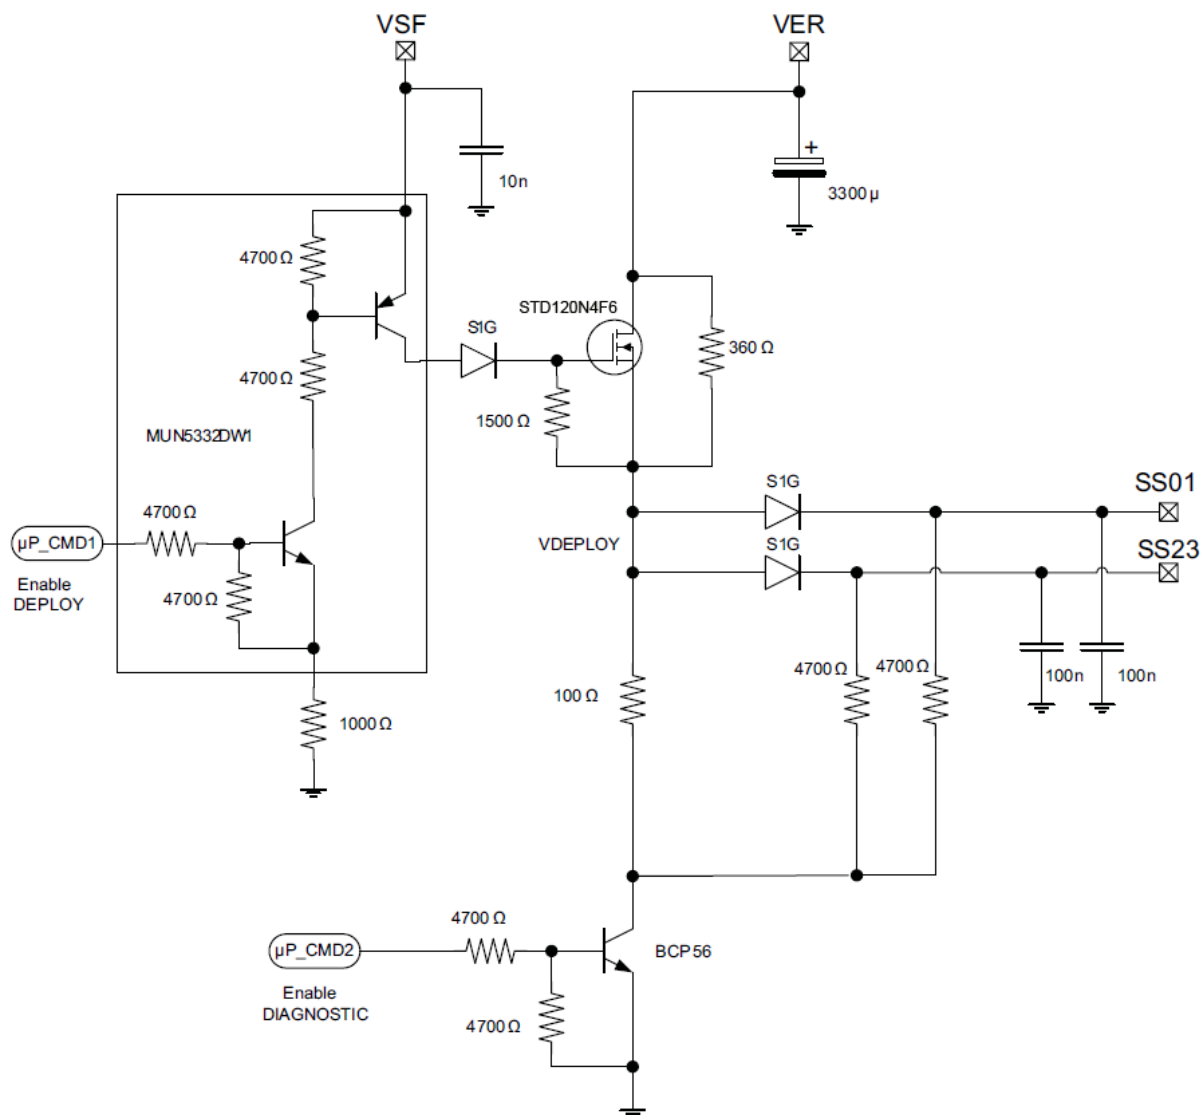 VSF
VER
10n
+
3300µ
4700Ω
STD120N4F6
S1G
360Ω
4700Ω
1500Ω
MUN5332DW1
S1G
SS01
4700Ω
µP_CMD1
VDEPLOY
S1G
SS23
Enable
DEPLOY
4700Ω
4700Ω
4700Ω
100n
100n
100Ω
1000Ω
4700Ω
µP_CMD2
BCP56
Enable
DIAGNOSTIC
4700Ω